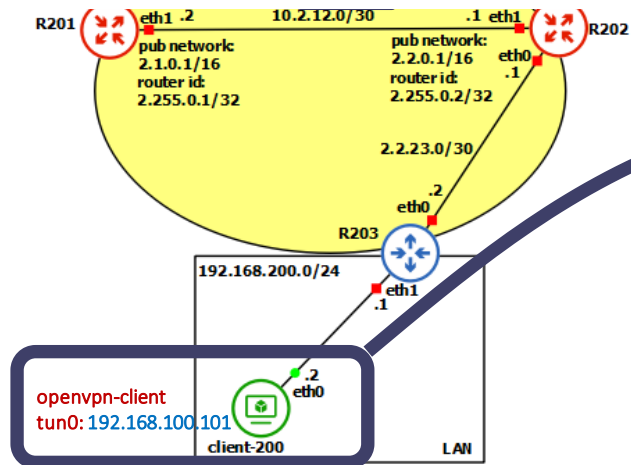 R201
eth1 .2
10.2.12.0/30
.1 eth1
R202
pub network:
2.1.0.1/16
router id:
2.255.0.1/32
pub network:
2.2.0.1/16
router id:
2.255.0.2/32
eth0
.1
2.2.23.0/30
.2
eth0
R203
192.168.200.0/24
eth1
.1
.2
eth0
openvpn-client
tun0: 192.168.100.101
client-200
LAN